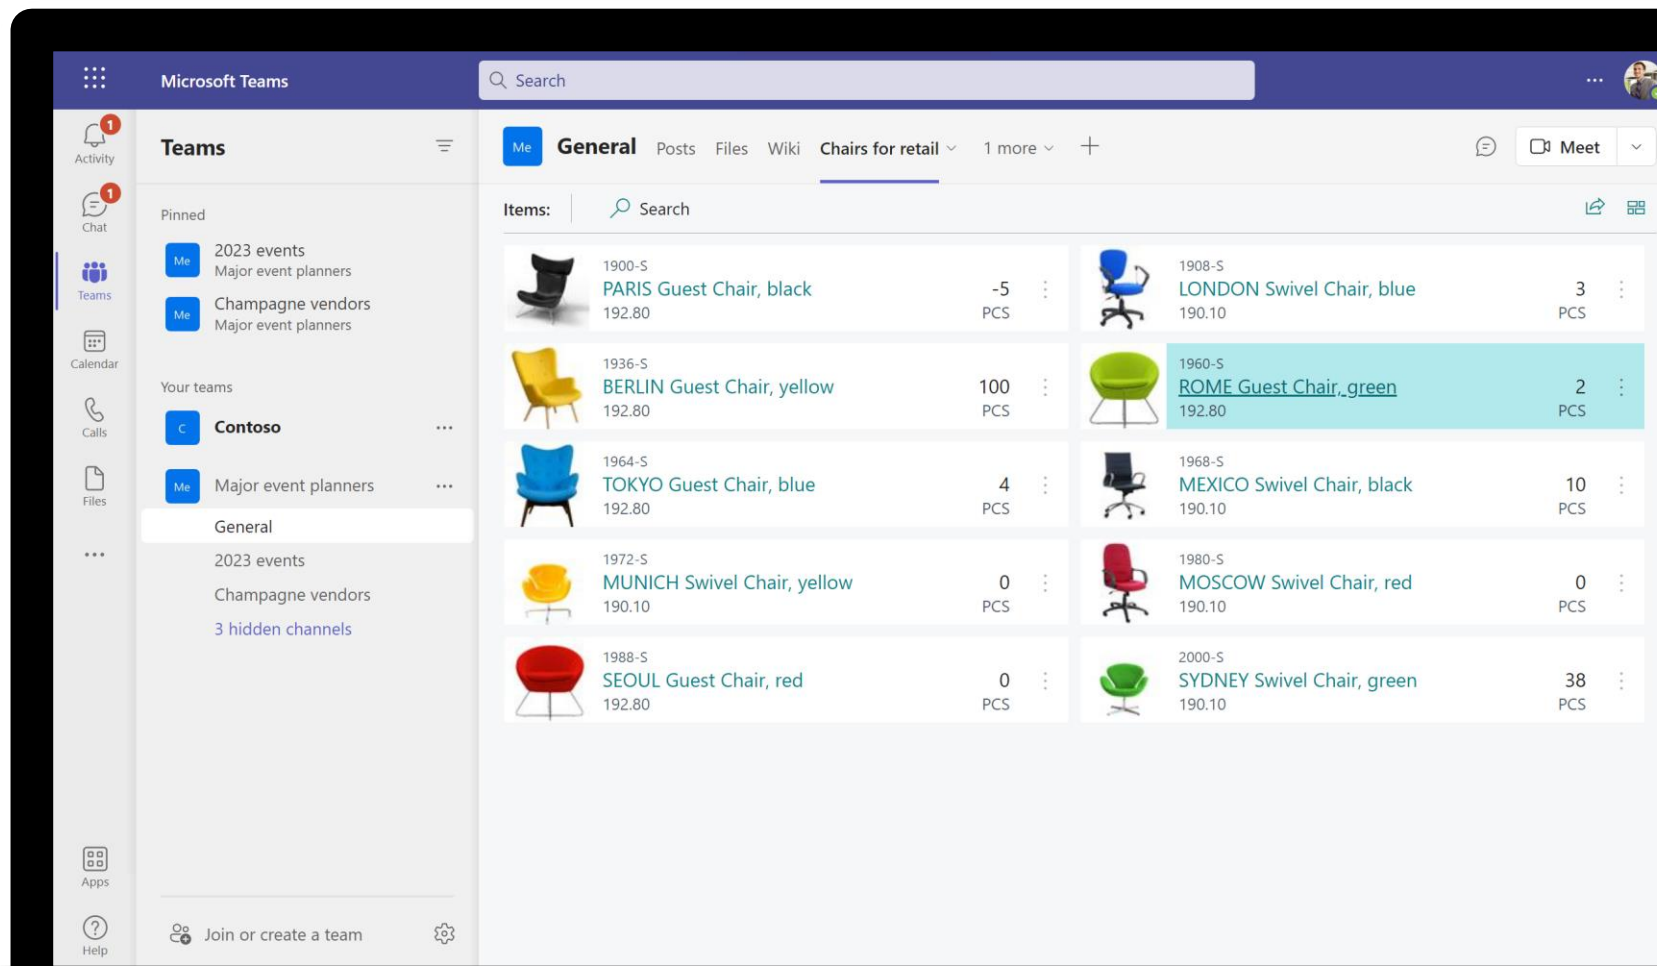 Microsoft Teams
Search
1
Activity
1
Chat
Teams
Calendar
Calls
Files
Apps
Help
Teams
Pinned
Me
2023 events
Major event planners
Me
Champagne vendors
Major event planners
Your teams
C
Contoso
Me
Major event planners
General
2023 events
Champagne vendors
3 hidden channels
Join or create a team
Me General Posts Files Wiki Chairs for retail 1 more
Meet
Items: Search
1900-S
PARIS Guest Chair, black -5
192.80 PCS
1908-S
LONDON Swivel Chair, blue 3
190.10 PCS
1936-S
BERLIN Guest Chair, yellow 100
192.80 PCS
1960-S
ROME Guest Chair, green 2
192.80 PCS
1964-S
TOKYO Guest Chair, blue 4
192.80 PCS
1968-S
MEXICO Swivel Chair, black 10
190.10 PCS
1972-S
MUNICH Swivel Chair, yellow 0
190.10 PCS
1980-S
MOSCOW Swivel Chair, red 0
190.10 PCS
1988-S
SEOUL Guest Chair, red 0
192.80 PCS
2000-S
SYDNEY Swivel Chair, green 38
190.10 PCS